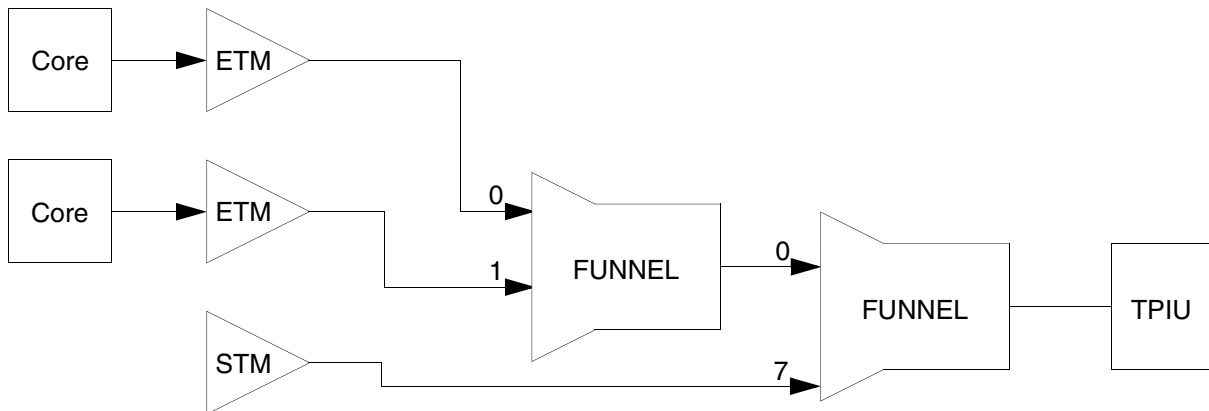 Core
ETM
Core
ETM
0
1
FUNNEL
0
FUNNEL
TPIU
STM
7